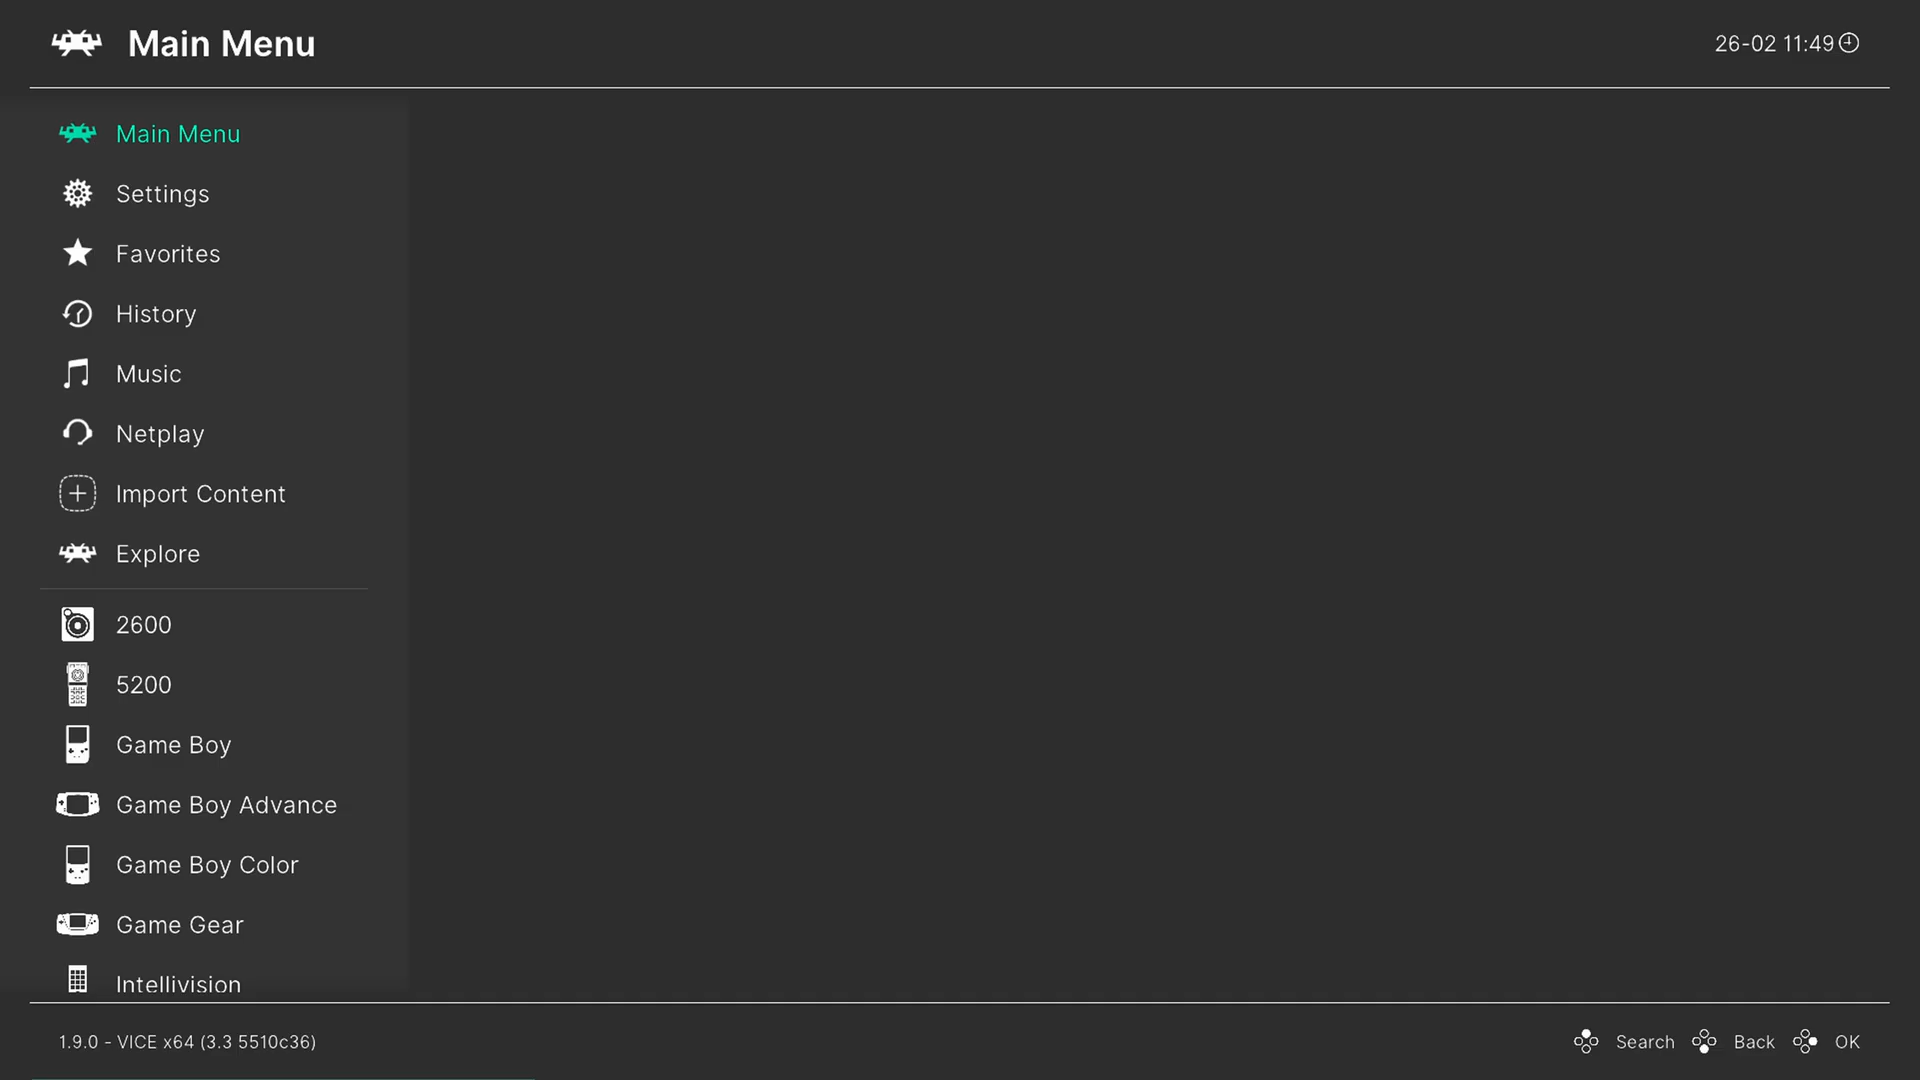 Main Menu
26-02 11:49
Main Menu
Settings
Favorites
History
Music
Netplay
Import Content
Explore
2600
5200
Game Boy
Game Boy Advance
Game Boy Color
Game Gear
Intellivision
1.9.0 - VICE x64 (3.3 5510c36)
Search Back OK